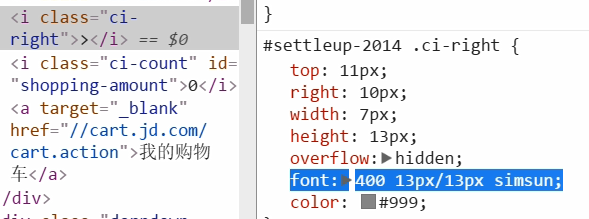 <i class="ci-
right">></i> == $0
<i class="ci-count" id=
"shopping-amount">0</i>
<a target="_blank"
href="//cart.jd.com/
cart.action">我的购物
车</a>
/div>
}
#settleup-2014 .ci-right {
top: 11px;
right: 10px;
width: 7px;
height: 13px;
overflow:▶hidden;
font:▶400 13px/13px simsun;
color: #999;